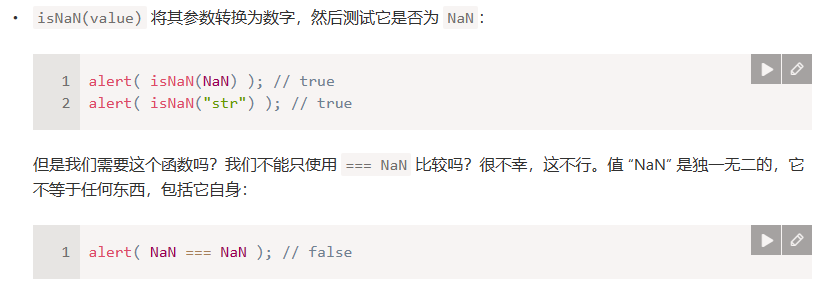 • isNaN(value) 将其参数转换为数字，然后测试它是否为 NaN：
1 alert( isNaN(NaN) ); // true
2 alert( isNaN("str") ); // true
但是我们需要这个函数吗？我们不能只使用 === NaN 比较吗？很不幸，这不行。值 “NaN” 是独一无二的，它
不等于任何东西，包括它自身：
1 alert( NaN === NaN ); // false